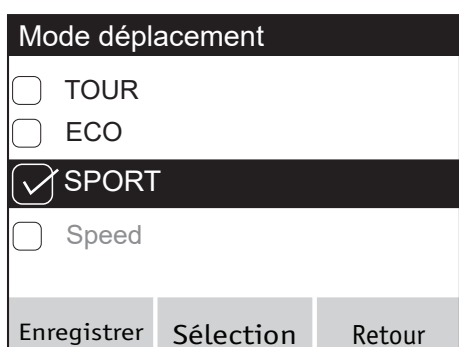 Mode déplacement
TOUR
ECO
SPORT
Speed
Enregistrer Sélection Retour